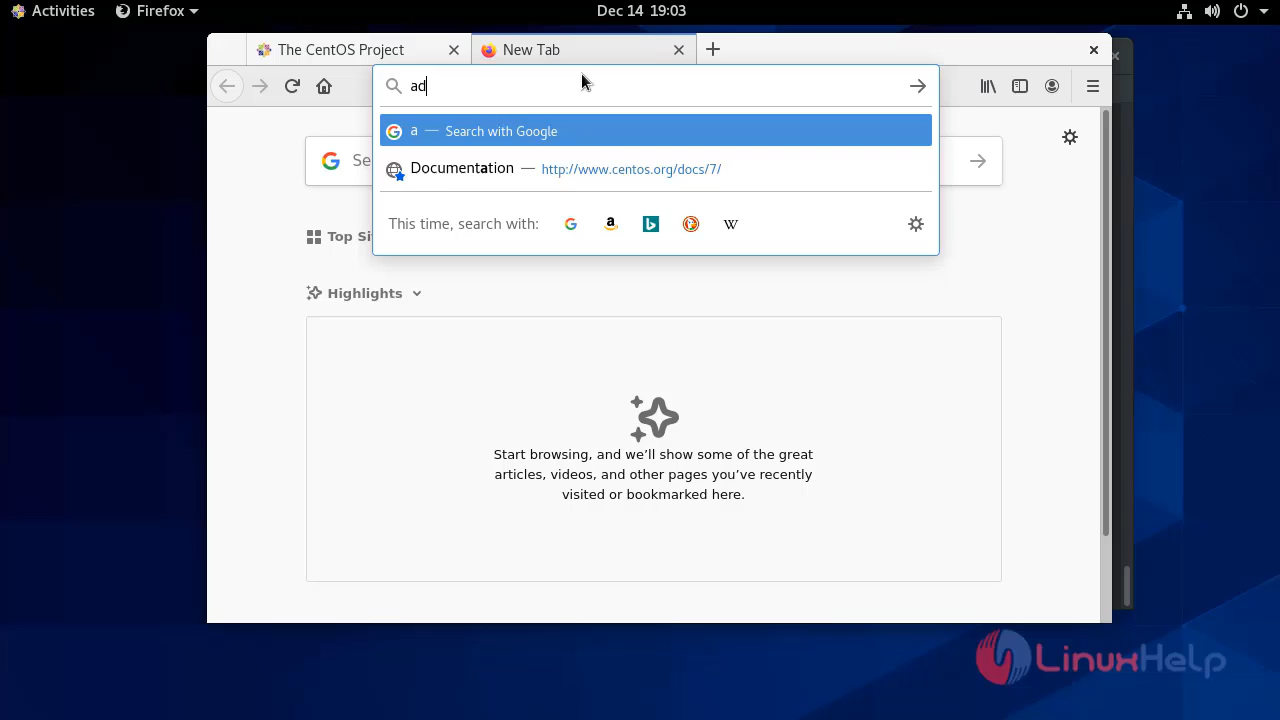 Activities Firefox Dec 14 19:03
The CentOS Project New Tab
ad
a — Search with Google
Se
Documentation — http://www.centos.org/docs/7/
This time, search with:
Top Si
Highlights
Start browsing, and we’ll show some of the great
articles, videos, and other pages you’ve recently
visited or bookmarked here.
LinuxHelp